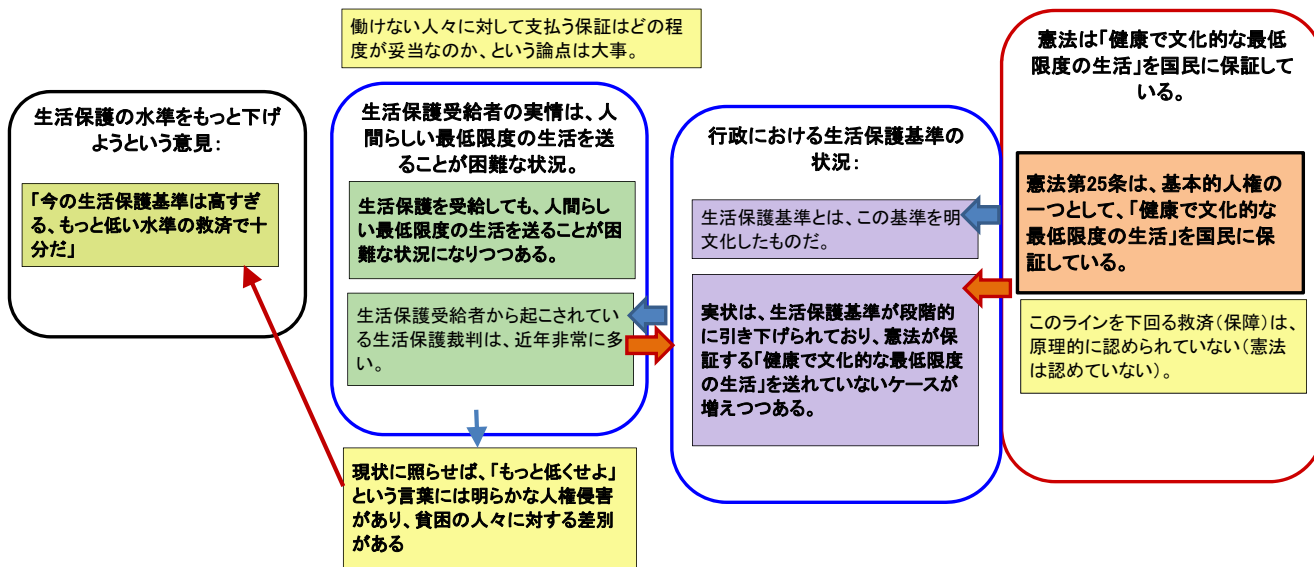 働けない人々に対して支払う保証はどの程
度が妥当なのか、という論点は大事。
生活保護の水準をもっと下げ
ようという意見：
「今の生活保護基準は高すぎ
る、もっと低い水準の救済で十
分だ」
生活保護受給者の実情は、人
間らしい最低限度の生活を送
ることが困難な状況。
生活保護を受給しても、人間らし
い最低限度の生活を送ることが困
難な状況になりつつある。
生活保護受給者から起こされてい
る生活保護裁判は、近年非常に多
い。
現状に照らせば、「もっと低くせよ」
という言葉には明らかな人権侵害
があり、貧困の人々に対する差別
がある
行政における生活保護基準の
状況：
生活保護基準とは、この基準を明
文化したものだ。
実状は、生活保護基準が段階的
に引き下げられており、憲法が保
証する「健康で文化的な最低限度
の生活」を送れていないケースが
増えつつある。
憲法は「健康で文化的な最低
限度の生活」を国民に保証して
いる。
憲法第25条は、基本的人権の
一つとして、「健康で文化的な
最低限度の生活」を国民に保
証している。
このラインを下回る救済（保障）は、
原理的に認められていない（憲法
は認めていない）。